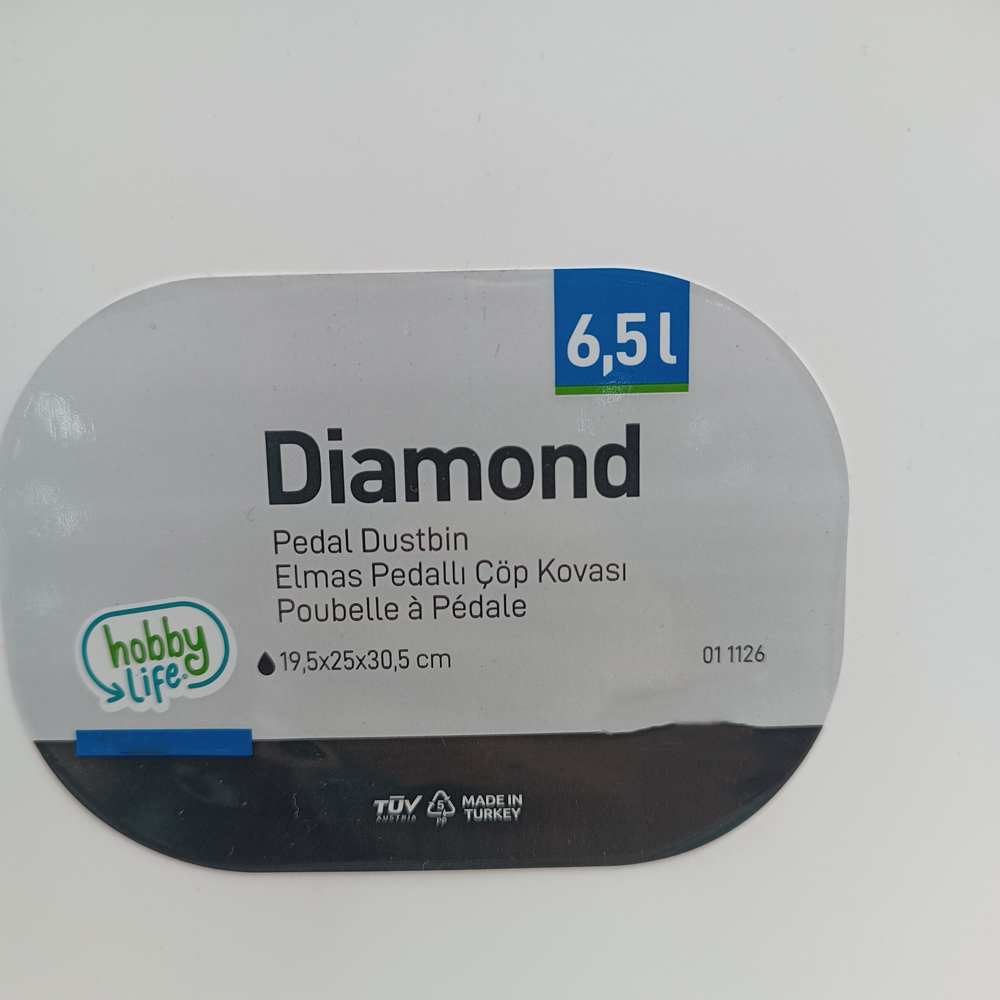 6,5 l
Diamond
Pedal Dustbin
Elmas Pedallı Çöp Kovası
Poubelle à Pédale
hobby
life
19,5x25x30,5 cm
01 1126
TÜV
AUSTRIA
5
PP
MADE IN
TURKEY